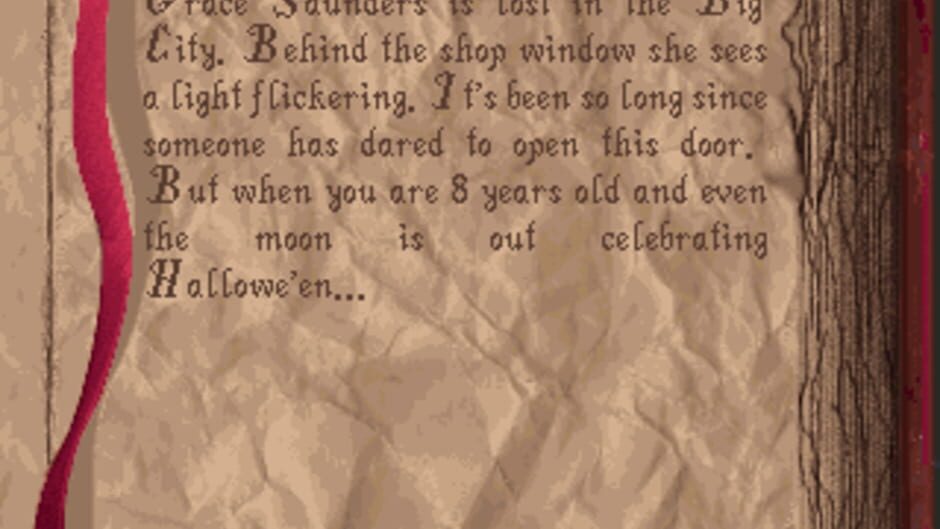 Grace Saunders is lost in the Big
City. Behind the shop window she sees
a light flickering. It's been so long since
someone has dared to open this door.
But when you are 8 years old and even
the moon is out celebrating
Hallowe'en...